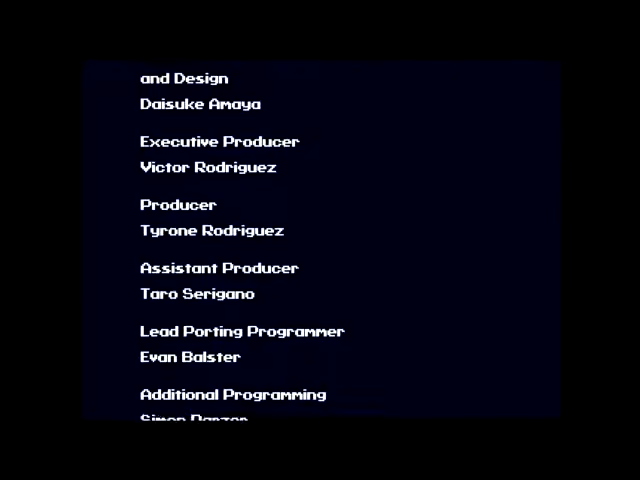 and Design
Daisuke Amaya
Executive Producer
Victor Rodriguez
Producer
Tyrone Rodriguez
Assistant Producer
Taro Serigano
Lead Porting Programmer
Evan Balster
Additional Programming
Simon